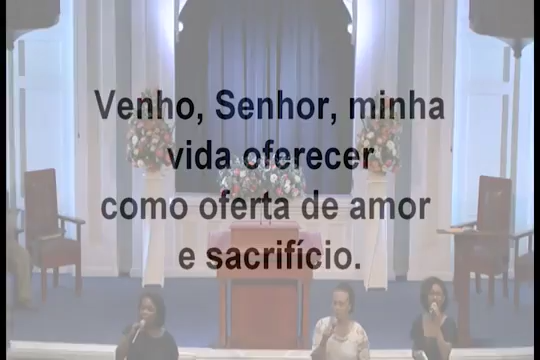 Venho, Senhor, minha
vida oferecer
como oferta de amor
e sacrifício.